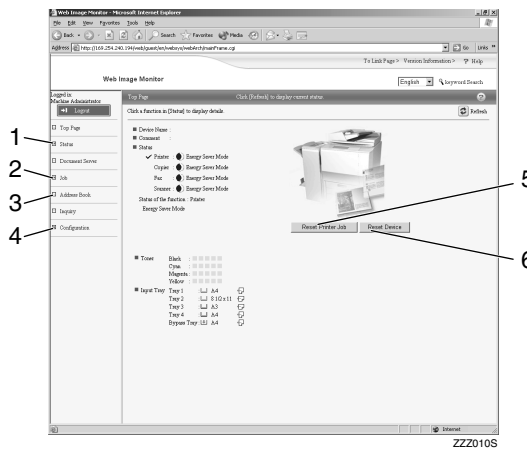 Web Image Monitor - Microsoft Internet Explorer
File Edit View Favorites Tools Help
Back Search Favorites Media
Address http://169.254.240.194/web/guest/en/websys/webArch/mainFrame.cgi Go Links »
To Link Page> Version Information> ? Help
Web Image Monitor English keyword Search
Logged in:
Machine Administrator
Logout
Top Page Click [Refresh] to display current status. ?
Click a function in [Status] to display details. Refresh
1
2
3
4
Top Page
Status
Document Server
Job
Address Book
Inquiry
Configuration
Device Name :
Comment :
Status
Printer : Energy Saver Mode
Copier : Energy Saver Mode
Fax : Energy Saver Mode
Scanner : Energy Saver Mode
Status of the function : Printer
Energy Saver Mode
5
Reset Printer Job Reset Device
6
Toner Black :
Cyan :
Magenta :
Yellow :
Input Tray Tray 1 : A4
Tray 2 : 8 1/2 x 11
Tray 3 : A3
Tray 4 : A4
Bypass Tray : A4
Internet
ZZZ010S